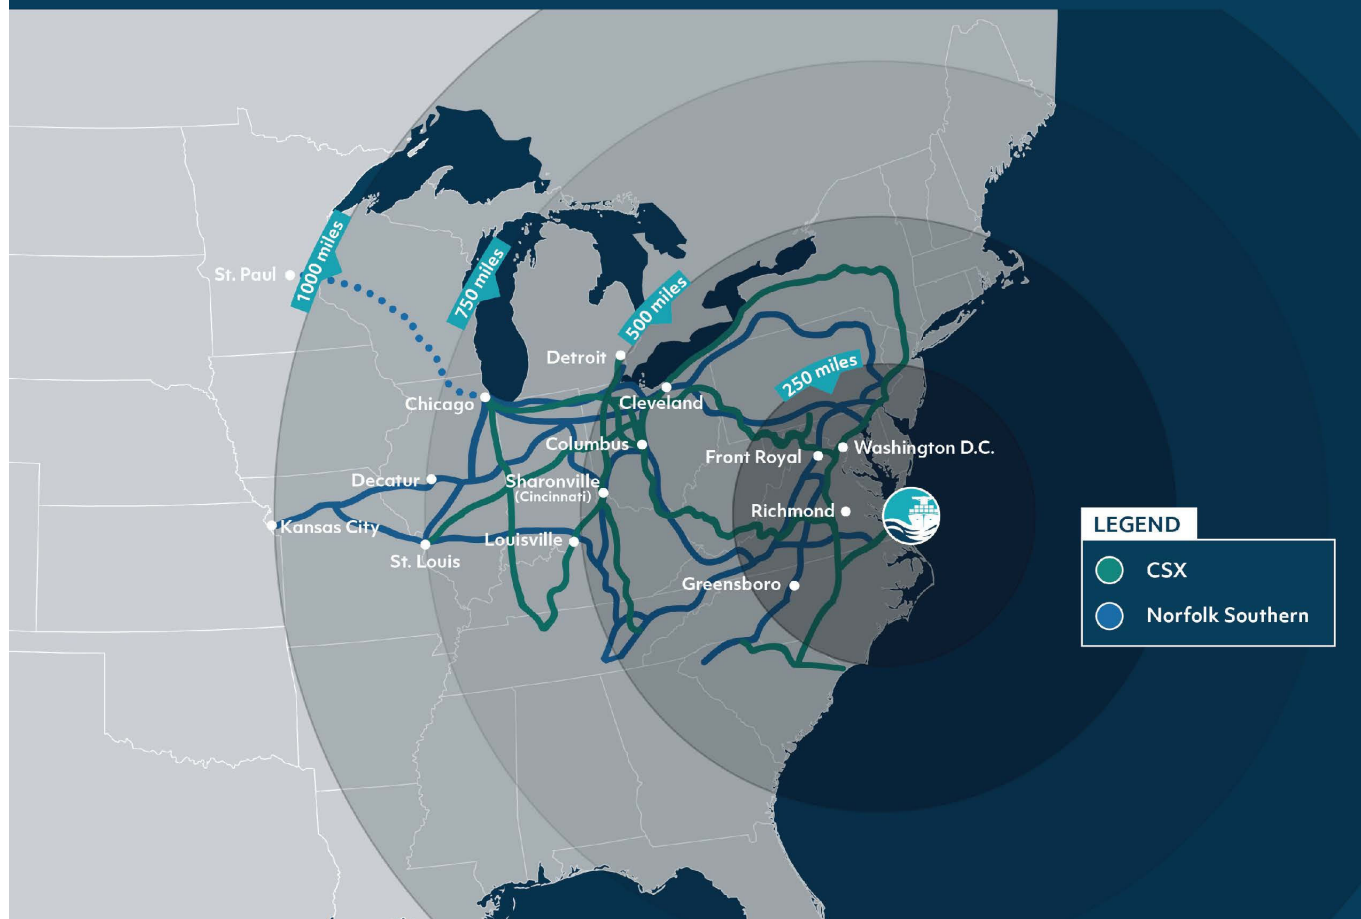 1000 miles
750 miles
500 miles
250 miles
St. Paul
Detroit
Chicago
Cleveland
Columbus
Front Royal
Washington D.C.
Decatur
Sharonville
(Cincinnati)
Richmond
Kansas City
Louisville
St. Louis
Greensboro
LEGEND
CSX
Norfolk Southern